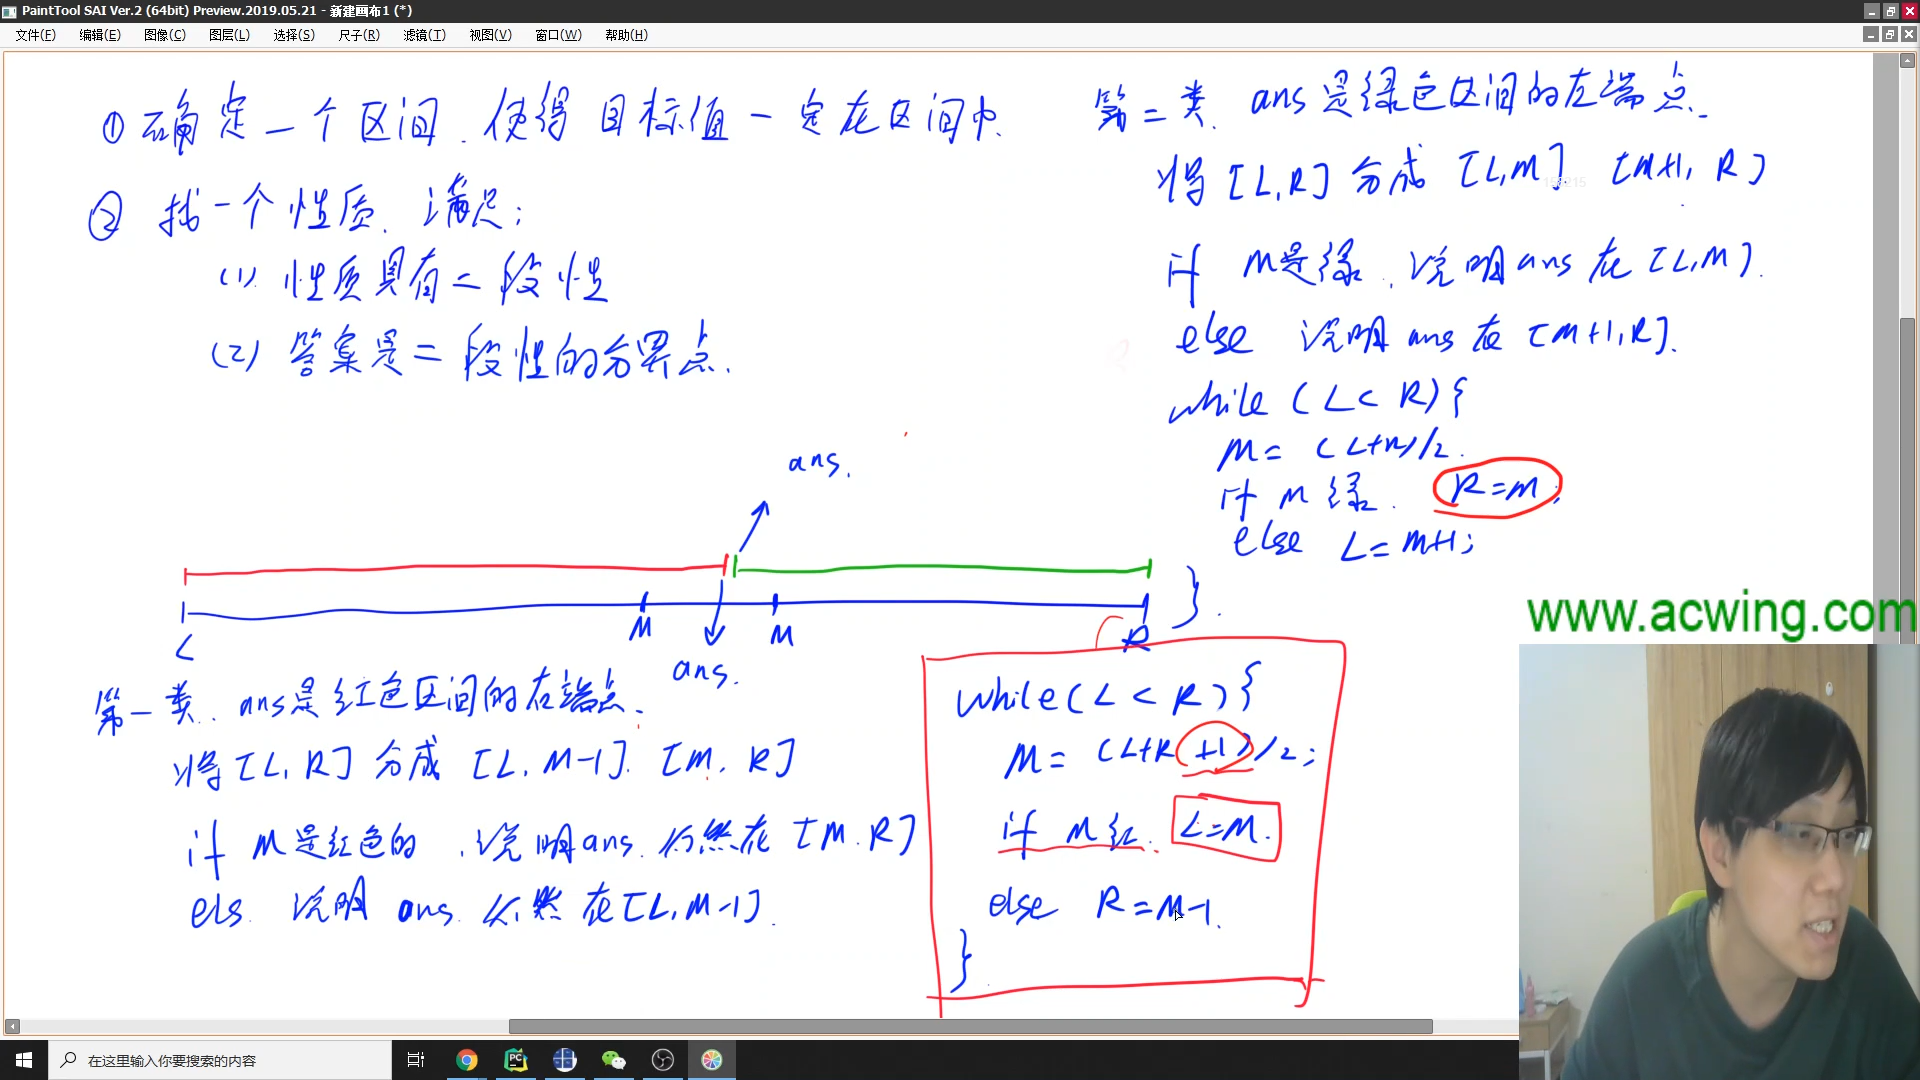 PaintTool SAI Ver.2 (64bit) Preview.2019.05.21 - 新建画布1 (*)
文件(F) 编辑(E) 图像(C) 图层(L) 选择(S) 尺子(R) 滤镜(T) 视图(V) 窗口(W) 帮助(H)
① 确定一个区间, 使得目标值一定在区间中
② 找一个性质, 满足:
(1) 性质具有二段性
(2) 答案是二段性的分界点.
ans.
L M M R
ans.
第一类. ans是红色区间的右端点.
将[L, R] 分成 [L, M-1]. [M, R]
if M是红色的, 说明ans仍然在[M, R]
els. 说明 ans 必然在[L, M-1].
第二类. ans是绿色区间的左端点.
将[L,R] 分成 [L,M] [M+1, R]
if M是绿, 说明ans在[L,M].
else 说明 ans 在 [M+1,R].
while (L < R) {
M = (L+R)/2.
if M 绿. R=M;
else L = M+1;
}.
while (L < R) {
M = (L+R+1)/2;
if M 红. L=M.
else R = M-1.
}
www.acwing.com
在这里输入你要搜索的内容